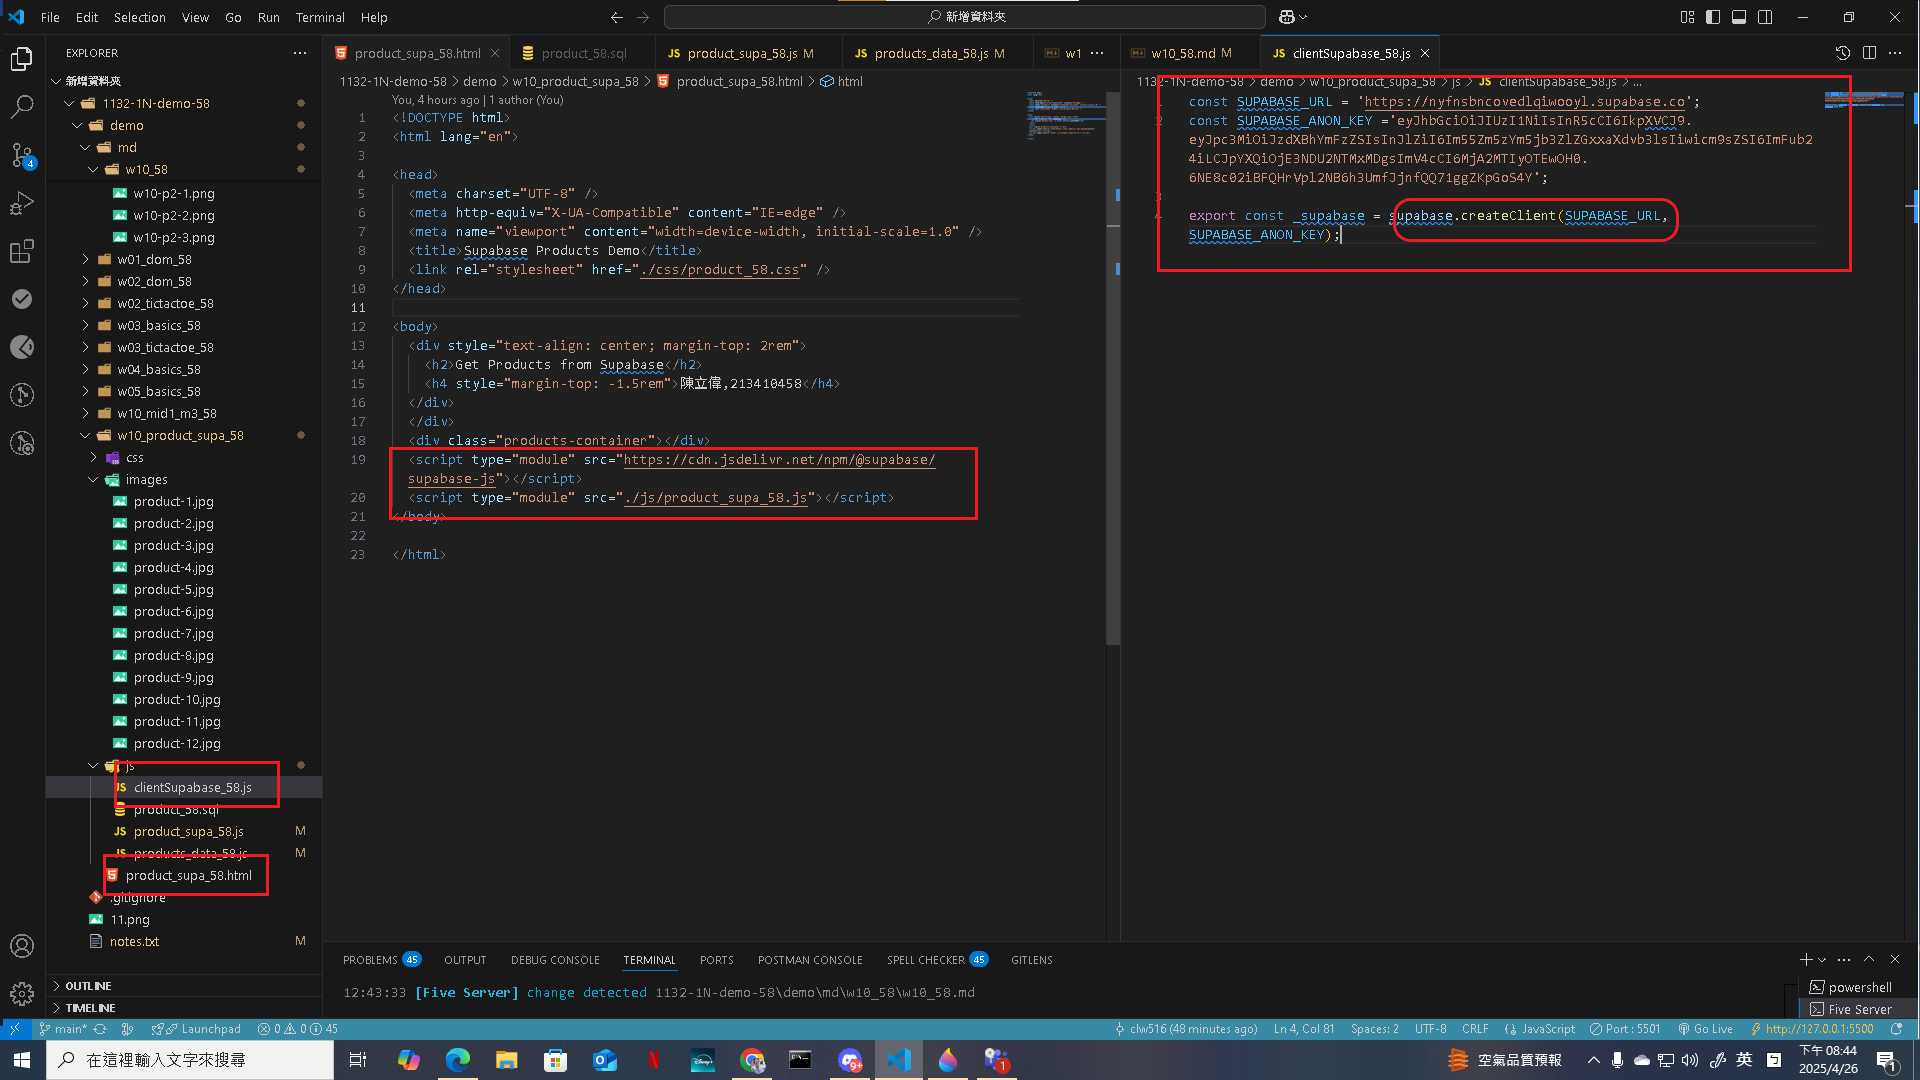 File Edit Selection View Go Run Terminal Help
新增資料夾
EXPLORER
新增資料夾
1132-1N-demo-58
demo
md
w10_58
w10-p2-1.png
w10-p2-2.png
w10-p2-3.png
w01_dom_58
w02_dom_58
w02_tictactoe_58
w03_basics_58
w03_tictactoe_58
w04_basics_58
w05_basics_58
w10_mid1_m3_58
w10_product_supa_58
css
images
product-1.jpg
product-2.jpg
product-3.jpg
product-4.jpg
product-5.jpg
product-6.jpg
product-7.jpg
product-8.jpg
product-9.jpg
product-10.jpg
product-11.jpg
product-12.jpg
js
JS clientSupabase_58.js
product_58.sql
JS product_supa_58.js M
JS products_data_58.js M
product_supa_58.html
.gitignore
11.png
notes.txt M
OUTLINE
TIMELINE
4
product_supa_58.html product_58.sql JS product_supa_58.js M JS products_data_58.js M w1
1132-1N-demo-58 > demo > w10_product_supa_58 > product_supa_58.html > html
You, 4 hours ago | 1 author (You)
1 <!DOCTYPE html>
2 <html lang="en">
3
4 <head>
5 <meta charset="UTF-8" />
6 <meta http-equiv="X-UA-Compatible" content="IE=edge" />
7 <meta name="viewport" content="width=device-width, initial-scale=1.0" />
8 <title>Supabase Products Demo</title>
9 <link rel="stylesheet" href="./css/product_58.css" />
10 </head>
11
12 <body>
13 <div style="text-align: center; margin-top: 2rem">
14 <h2>Get Products from Supabase</h2>
15 <h4 style="margin-top: -1.5rem">陳立偉,213410458</h4>
16 </div>
17 </div>
18 <div class="products-container"></div>
19 <script type="module" src="https://cdn.jsdelivr.net/npm/@supabase/
supabase-js"></script>
20 <script type="module" src="./js/product_supa_58.js"></script>
21 </body>
22
23 </html>
w10_58.md M JS clientSupabase_58.js
1132-1N-demo-58 > demo > w10_product_supa_58 > js > JS clientSupabase_58.js > ...
const SUPABASE_URL = 'https://nyfnsbncovedlqiwooyl.supabase.co';
2 const SUPABASE_ANON_KEY ='eyJhbGciOiJIUzI1NiIsInR5cCI6IkpXVCJ9.
eyJpc3MiOiJzdXBhYmFzZSIsInJlZiI6Im55Zm5zYm5jb3ZlZGxxaXdvb3lsIiwicm9sZSI6ImFub2
4iLCJpYXQiOjE3NDU2NTMxMDgsImV4cCI6MjA2MTIyOTEwOH0.
6NE8c02iBFQHrVpl2NB6h3UmfJjnfQQ71ggZKpGoS4Y';
3
4 export const _supabase = supabase.createClient(SUPABASE_URL,
SUPABASE_ANON_KEY);
PROBLEMS 45 OUTPUT DEBUG CONSOLE TERMINAL PORTS POSTMAN CONSOLE SPELL CHECKER 45 GITLENS
12:43:33 [Five Server] change detected 1132-1N-demo-58\demo\md\w10_58\w10_58.md
powershell
Five Server
main* Launchpad 0 0 45 clw516 (48 minutes ago) Ln 4, Col 81 Spaces: 2 UTF-8 CRLF JavaScript Port : 5501 Go Live http://127.0.0.1:5500
在這裡輸入文字來搜尋
Disney+
9+
1
空氣品質預報
英
下午 08:44
2025/4/26
1